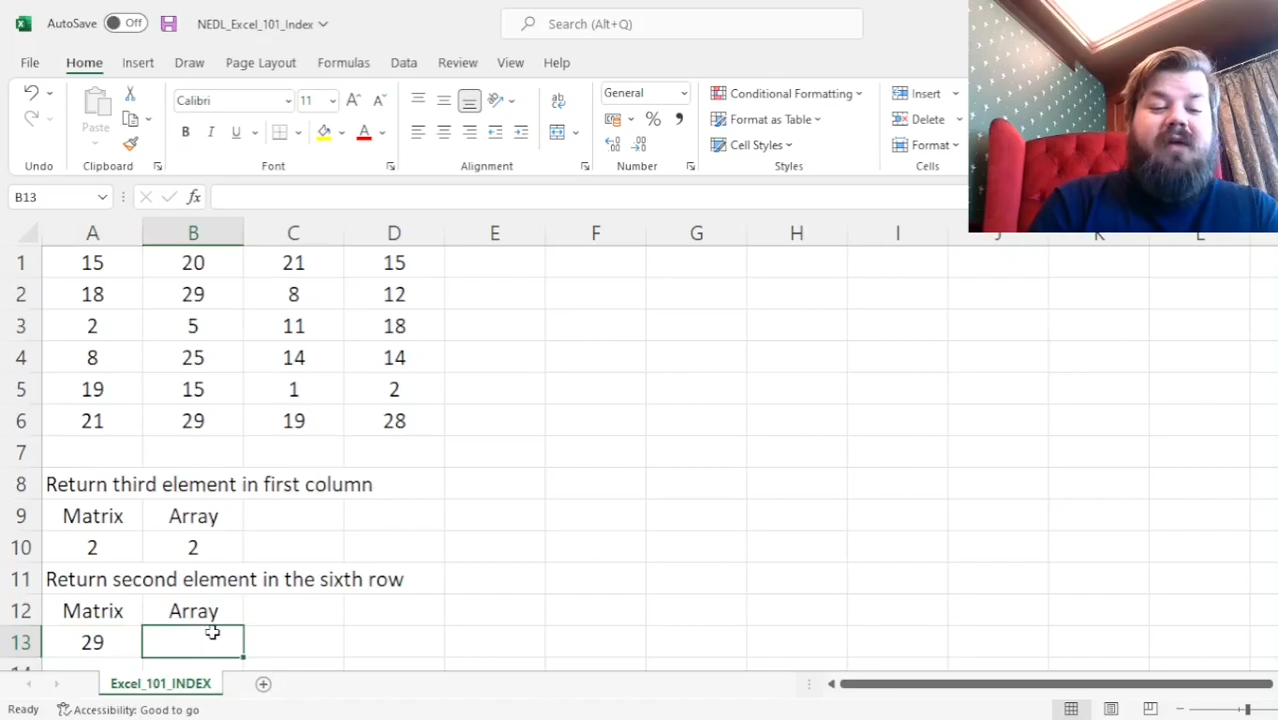 AutoSave Off NEDL_Excel_101_Index Search (Alt+Q)
File Home Insert Draw Page Layout Formulas Data Review View Help
Paste
Calibri 11
B I U A
ab
General
% 9
Conditional Formatting
Format as Table
Cell Styles
Insert
Delete
Format
Undo Clipboard Font Alignment Number Styles Cells
B13 fx
A B C D E F G H I J K L
1 15 20 21 15
2 18 29 8 12
3 2 5 11 18
4 8 25 14 14
5 19 15 1 2
6 21 29 19 28
7
8 Return third element in first column
9 Matrix Array
10 2 2
11 Return second element in the sixth row
12 Matrix Array
13 29
14
Excel_101_INDEX
Ready Accessibility: Good to go